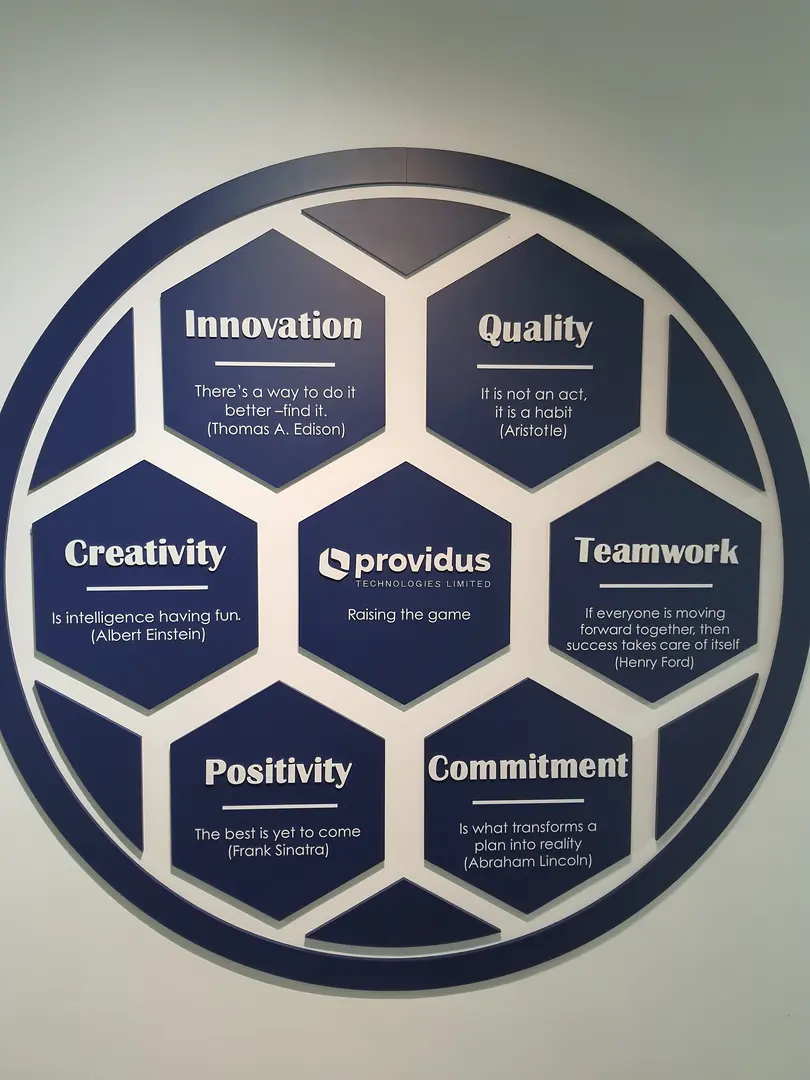 Innovation
There's a way to do it
better –find it.
(Thomas A. Edison)
Quality
It is not an act,
it is a habit
(Aristotle)
Creativity
Is intelligence having fun.
(Albert Einstein)
providus
TECHNOLOGIES LIMITED
Raising the game
Teamwork
If everyone is moving
forward together, then
success takes care of itself
(Henry Ford)
Positivity
The best is yet to come
(Frank Sinatra)
Commitment
Is what transforms a
plan into reality
(Abraham Lincoln)